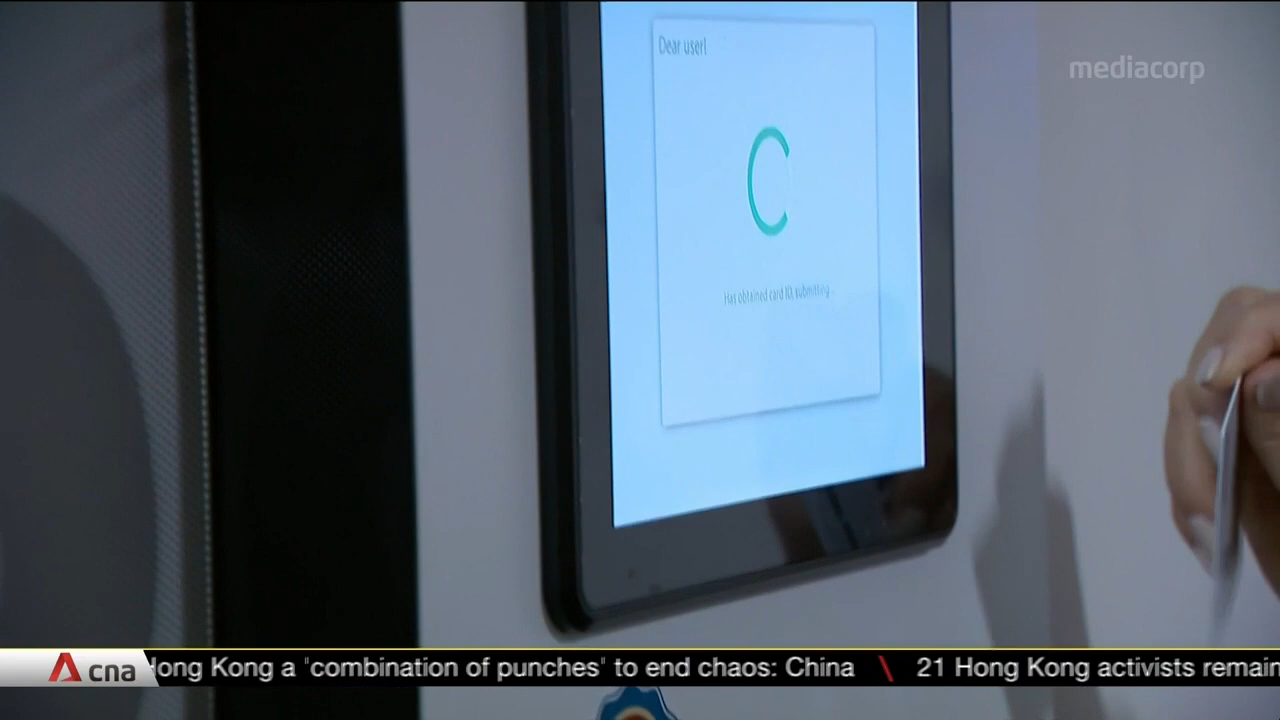 Dear user!
mediacorp
Has obtained card ID, submitting
cna
Hong Kong a "combination of punches" to end chaos: China \ 21 Hong Kong activists remain